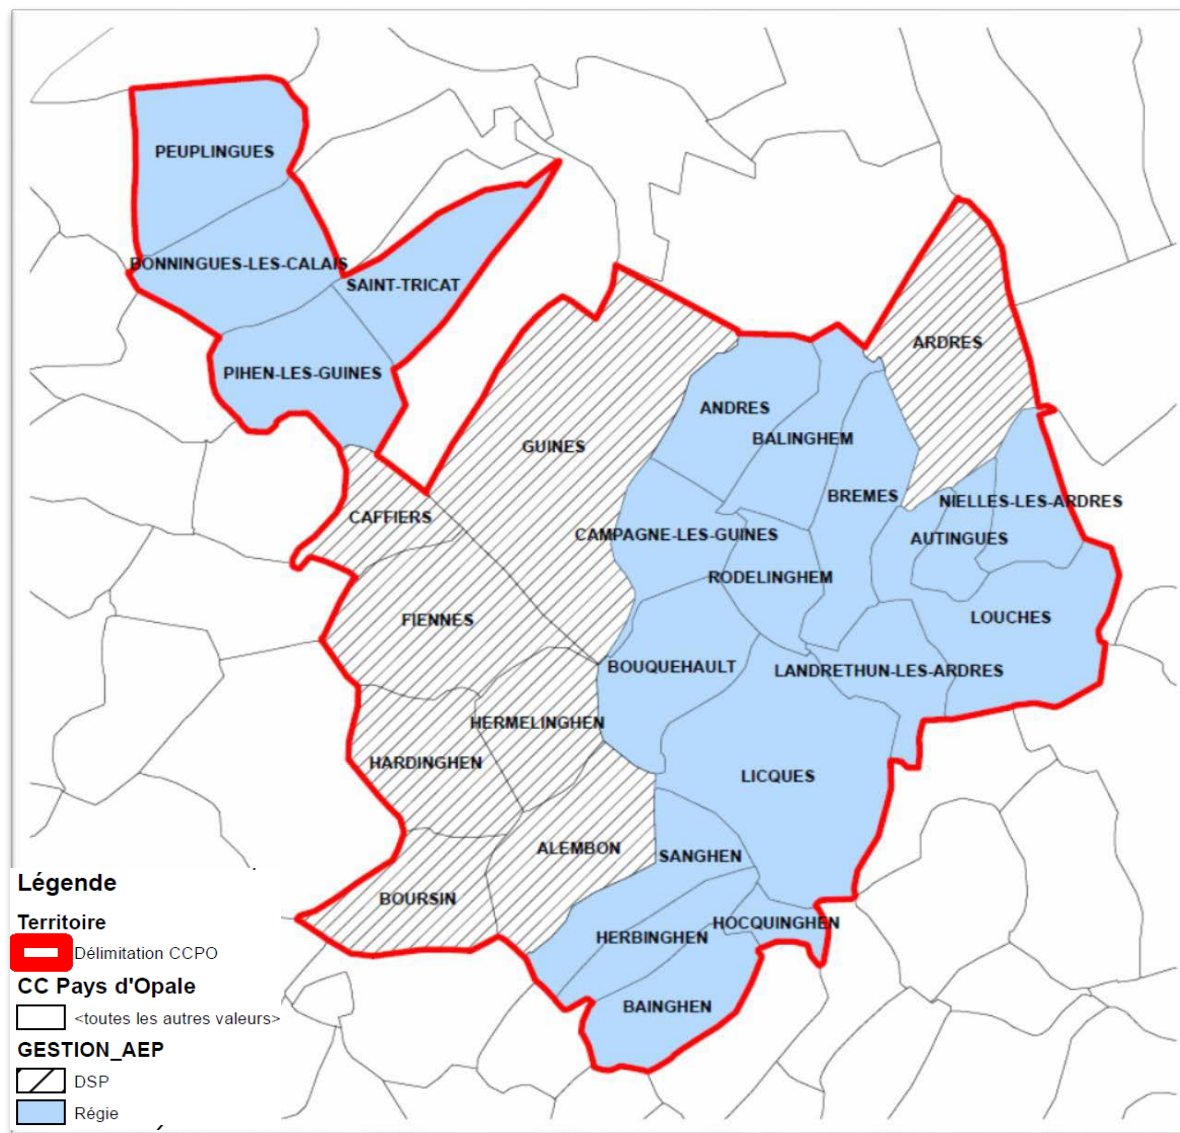 PEUPLINGUES
BONNINGUES-LES-CALAIS
SAINT-TRICAT
ARDRES
PIHEN-LES-GUINES
ANDRES
BALINGHEM
GUINES
BREMES
NIELLES-LES-ARDRES
CAFFIERS
CAMPAGNE-LES-GUINES
AUTINGUES
RODELINGHEM
FIENNES
LOUCHES
BOUQUEHAULT
LANDRETHUN-LES-ARDRES
HERMELINGHEN
HARDINGHEN
LICQUES
ALEMBON
SANGHEN
BOURSIN
HOCQUINGHEN
HERBINGHEN
BAINGHEN
Légende
Territoire
Délimitation CCPO
CC Pays d'Opale
<toutes les autres valeurs>
GESTION_AEP
DSP
Régie